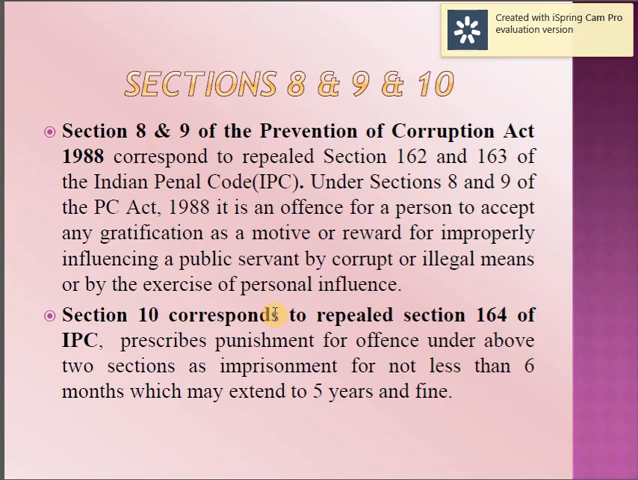 Created with iSpring Cam Pro
evaluation version
SECTIONS 8 & 9 & 10
Section 8 & 9 of the Prevention of Corruption Act
1988 correspond to repealed Section 162 and 163 of
the Indian Penal Code(IPC). Under Sections 8 and 9 of
the PC Act, 1988 it is an offence for a person to accept
any gratification as a motive or reward for improperly
influencing a public servant by corrupt or illegal means
or by the exercise of personal influence.
Section 10 corresponds to repealed section 164 of
IPC, prescribes punishment for offence under above
two sections as imprisonment for not less than 6
months which may extend to 5 years and fine.